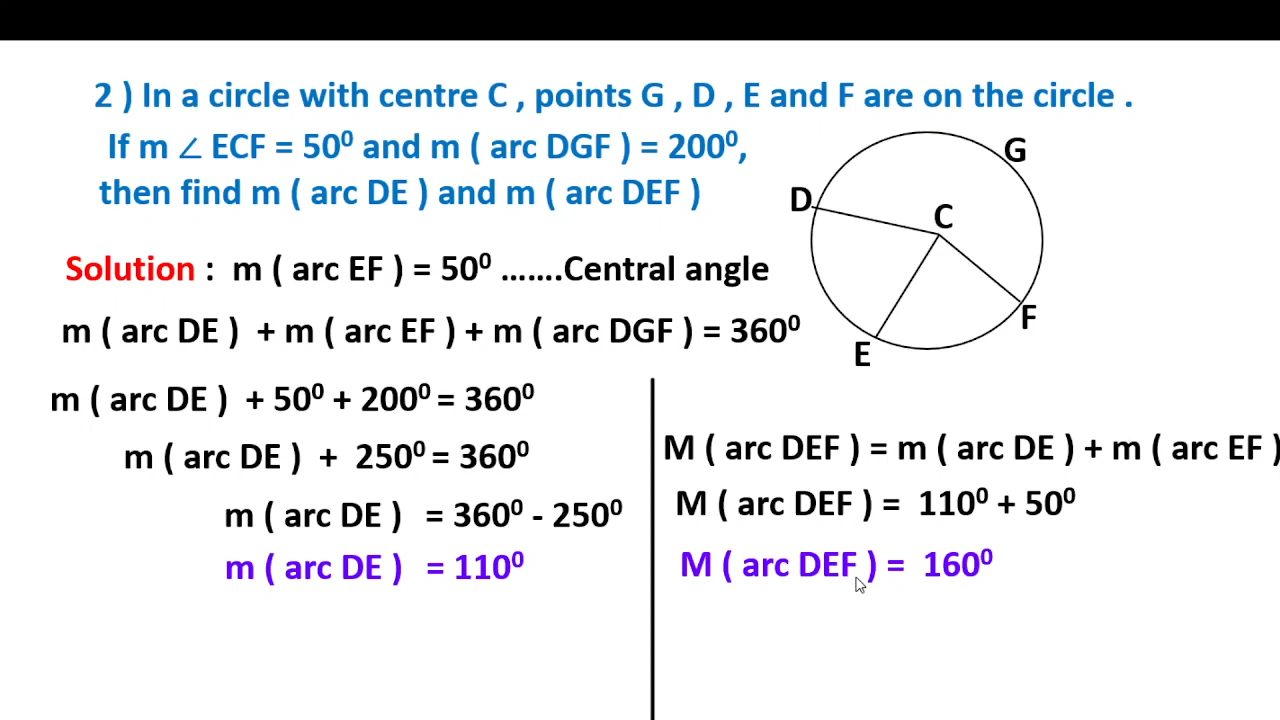 2 ) In a circle with centre C , points G , D , E and F are on the circle .
If m ∠ ECF = 50⁰ and m ( arc DGF ) = 200⁰,
then find m ( arc DE ) and m ( arc DEF )
G
D
C
F
E
Solution : m ( arc EF ) = 50⁰ …….Central angle
m ( arc DE ) + m ( arc EF ) + m ( arc DGF ) = 360⁰
m ( arc DE ) + 50⁰ + 200⁰ = 360⁰
m ( arc DE ) + 250⁰ = 360⁰
m ( arc DE ) = 360⁰ - 250⁰
m ( arc DE ) = 110⁰
M ( arc DEF ) = m ( arc DE ) + m ( arc EF )
M ( arc DEF ) = 110⁰ + 50⁰
M ( arc DEF ) = 160⁰